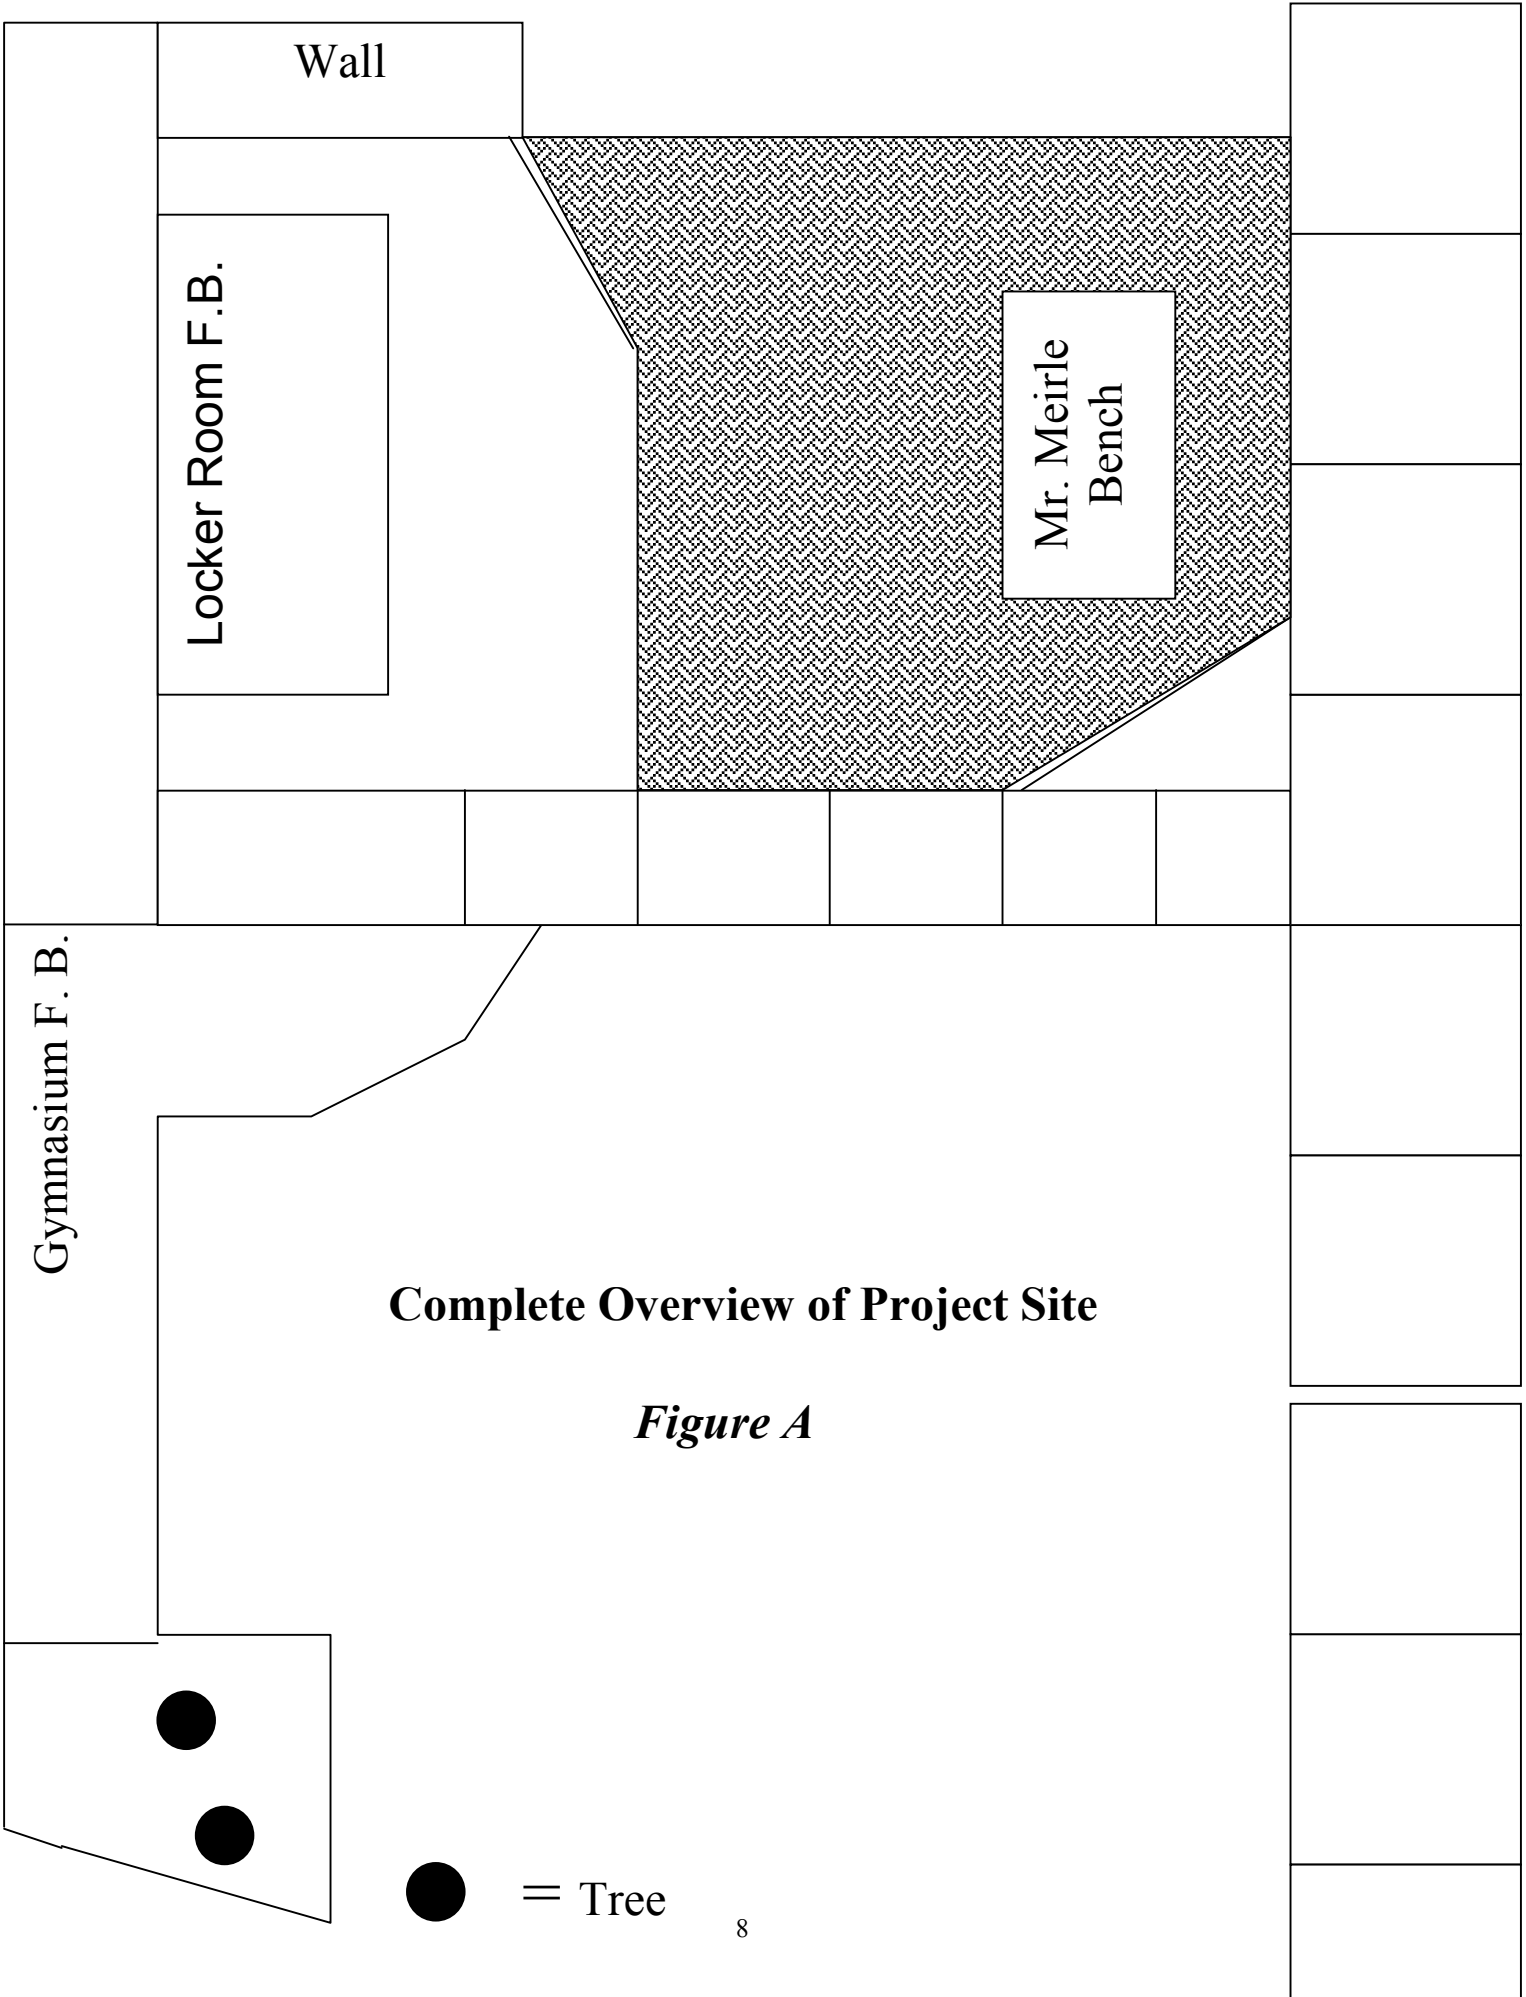 Wall
Locker Room F.B.
Mr. Meirle
Bench
Gymnasium F. B.
Complete Overview of Project Site
Figure A
= Tree
8